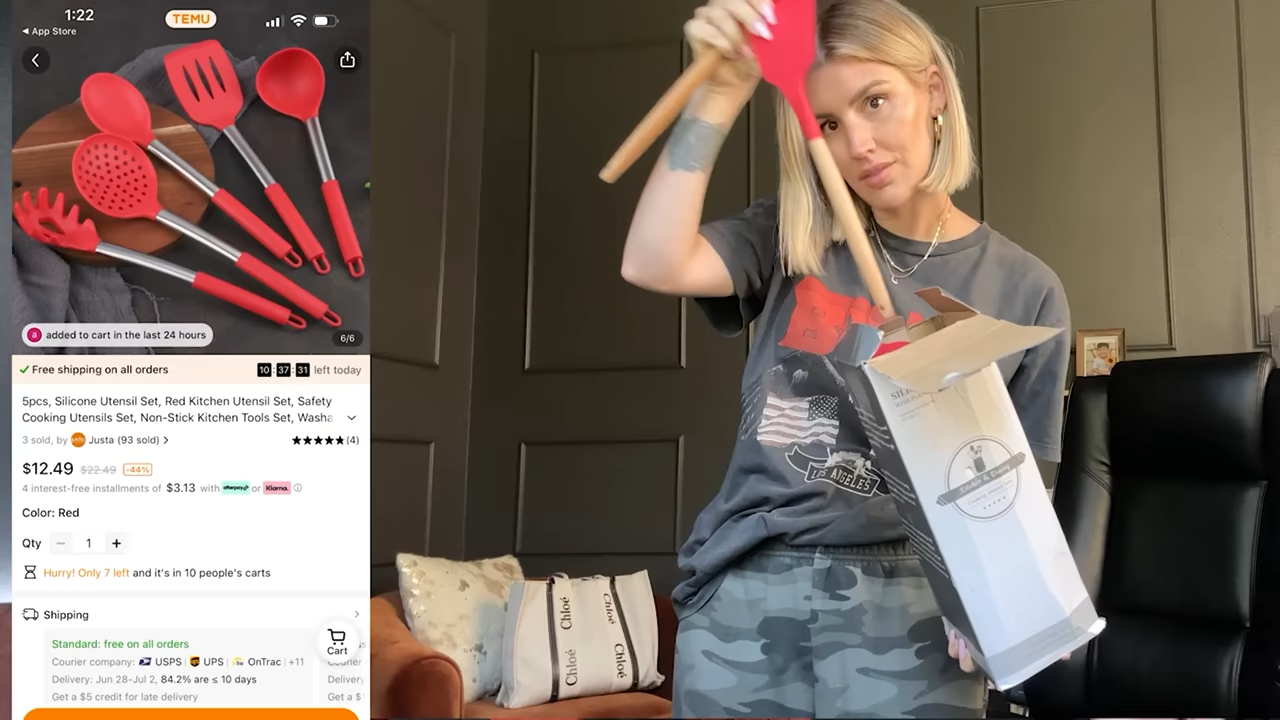 1:22
TEMU
App Store
a added to cart in the last 24 hours
6/6
Free shipping on all orders
10:37:31 left today
5pcs, Silicone Utensil Set, Red Kitchen Utensil Set, Safety
Cooking Utensils Set, Non-Stick Kitchen Tools Set, Washa
3 sold, by Justa (93 sold)
(4)
$12.49 $22.49 -44%
4 interest-free installments of $3.13 with afterpay or Klarna.
Color: Red
Qty − 1 +
Hurry! Only 7 left and it's in 10 people's carts
Shipping
Cart
Standard: free on all orders
Courier company: USPS UPS OnTrac +11
Courier
Delivery: Jun 28-Jul 2, 84.2% are ≤ 10 days
Get a $5 credit for late delivery
Get a $
LOS ANGELES
Kitchen & Dining
Chloé
Chloé
Chloé
Chloé